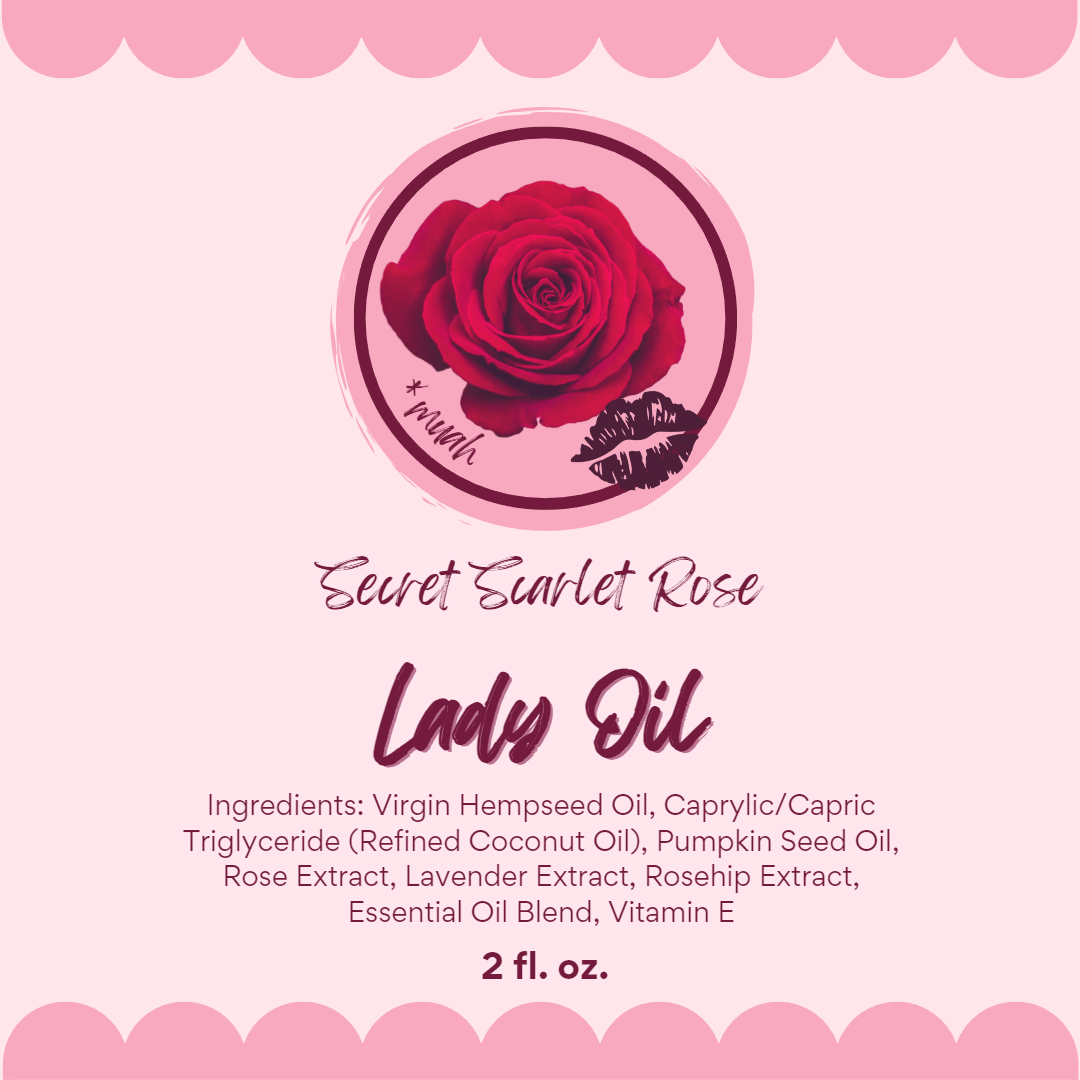 *muah
Secret Scarlet Rose
Lady Oil
Ingredients: Virgin Hempseed Oil, Caprylic/Capric
Triglyceride (Refined Coconut Oil), Pumpkin Seed Oil,
Rose Extract, Lavender Extract, Rosehip Extract,
Essential Oil Blend, Vitamin E
2 fl. oz.